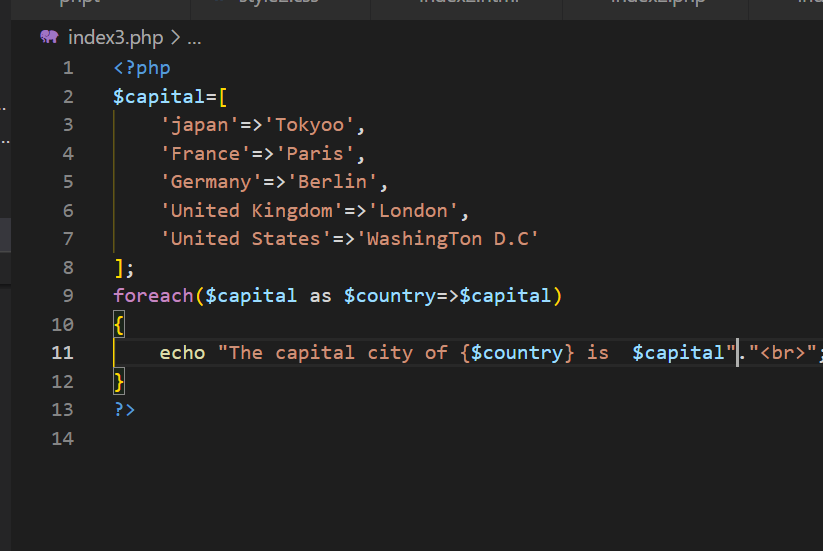 index3.php > ...
1 <?php
2 $capital=[
3     'japan'=>'Tokyoo',
4     'France'=>'Paris',
5     'Germany'=>'Berlin',
6     'United Kingdom'=>'London',
7     'United States'=>'WashingTon D.C'
8 ];
9 foreach($capital as $country=>$capital)
10 {
11     echo "The capital city of {$country} is  $capital"."<br>";
12 }
13 ?>
14